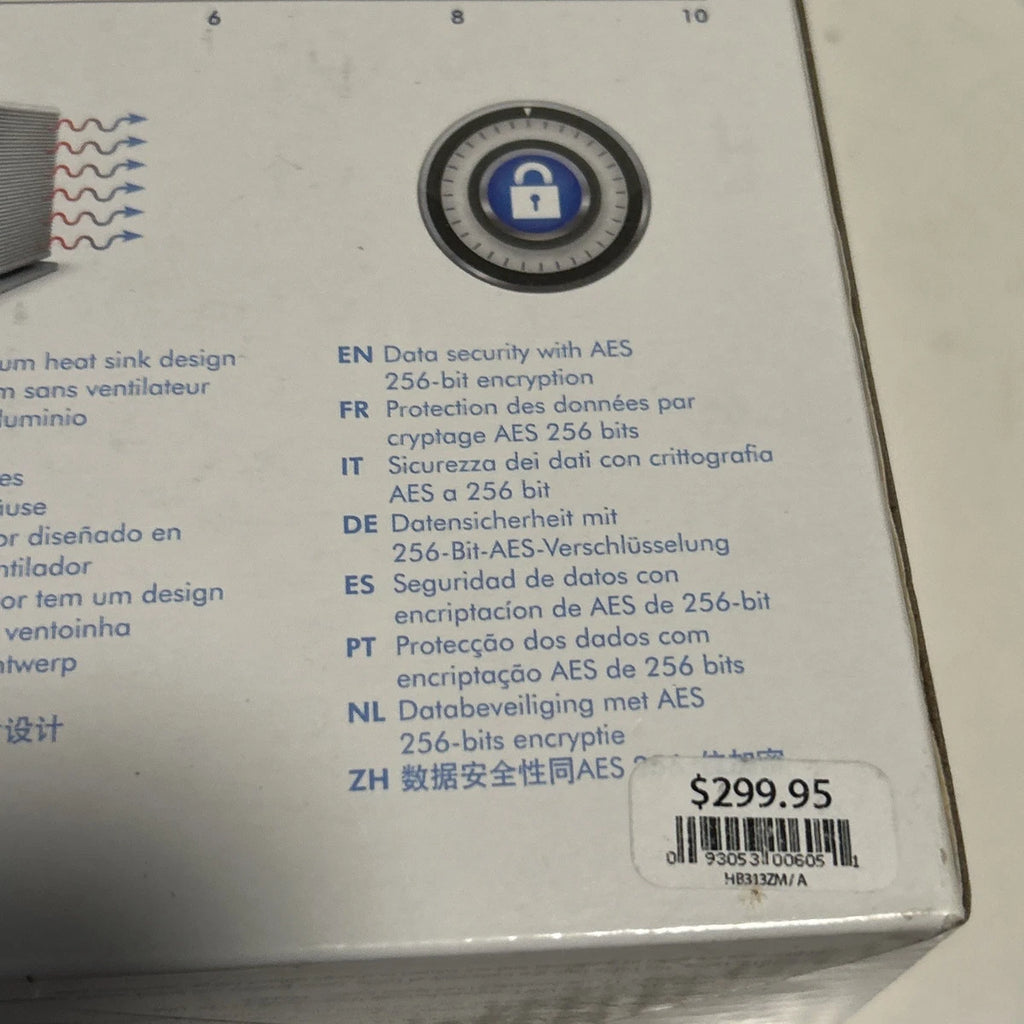 6 8 10
um heat sink design
m sans ventilateur
luminio
es
äuse
or diseñado en
ntilador
or tem um design
ventoinha
ntwerp
设计
EN Data security with AES
256-bit encryption
FR Protection des données par
cryptage AES 256 bits
IT Sicurezza dei dati con crittografia
AES a 256 bit
DE Datensicherheit mit
256-Bit-AES-Verschlüsselung
ES Seguridad de datos con
encriptacíon de AES de 256-bit
PT Protecção dos dados com
encriptação AES de 256 bits
NL Databeveiliging met AES
256-bits encryptie
ZH 数据安全性同AES
$299.95
0 93053 00605 1
HB313ZM/A